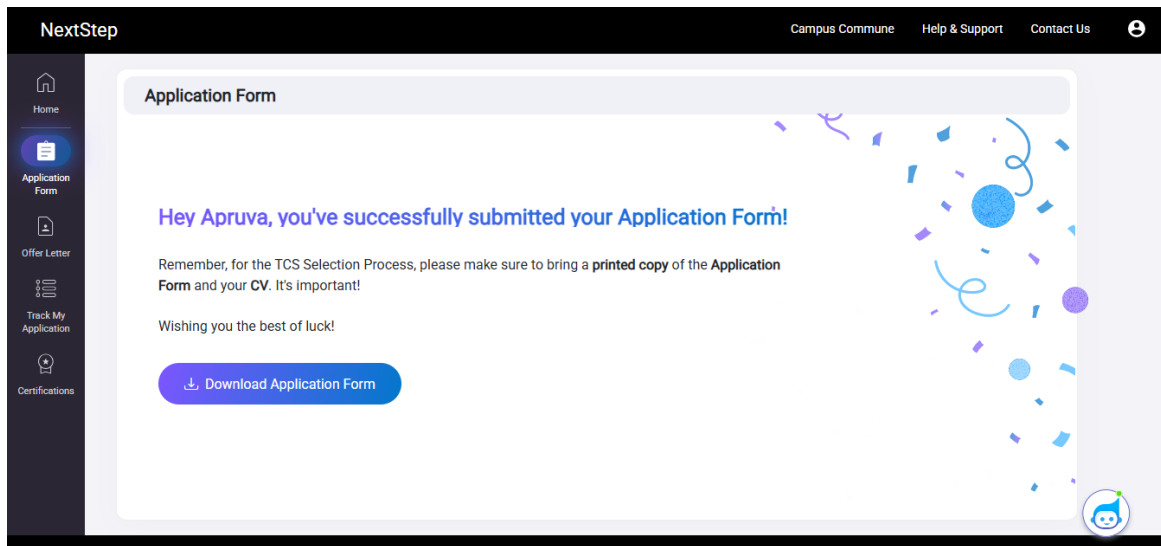 NextStep
Campus Commune
Help & Support
Contact Us
Home
Application
Form
Offer Letter
Track My
Application
Certifications
Application Form
Hey Apruva, you've successfully submitted your Application Form!
Remember, for the TCS Selection Process, please make sure to bring a printed copy of the Application
Form and your CV. It's important!
Wishing you the best of luck!
Download Application Form